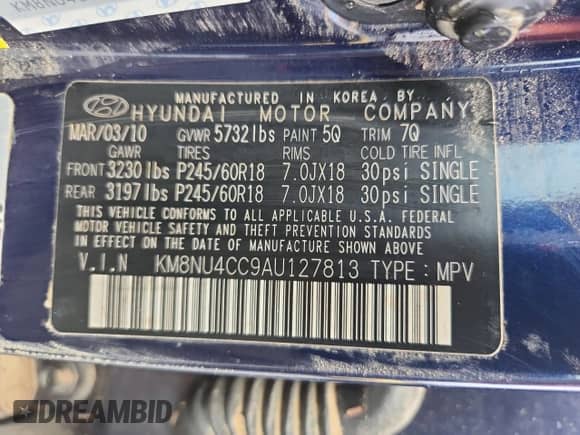 MANUFACTURED IN KOREA BY
HYUNDAI MOTOR COMPANY
MAR/03/10 GVWR 5732lbs PAINT 5Q TRIM 7Q
GAWR TIRES RIMS COLD TIRE INFL
FRONT 3230lbs P245/60R18 7.0JX18 30psi SINGLE
REAR 3197lbs P245/60R18 7.0JX18 30psi SINGLE
THIS VEHICLE CONFORMS TO ALL APPLICABLE U.S.A. FEDERAL
MOTOR VEHICLE SAFETY AND THEFT PREVENTION STANDARDS
IN EFFECT ON THE DATE OF MANUFACTURE SHOWN ABOVE.
V.I.N KM8NU4CC9AU127813 TYPE : MPV
DREAMBID